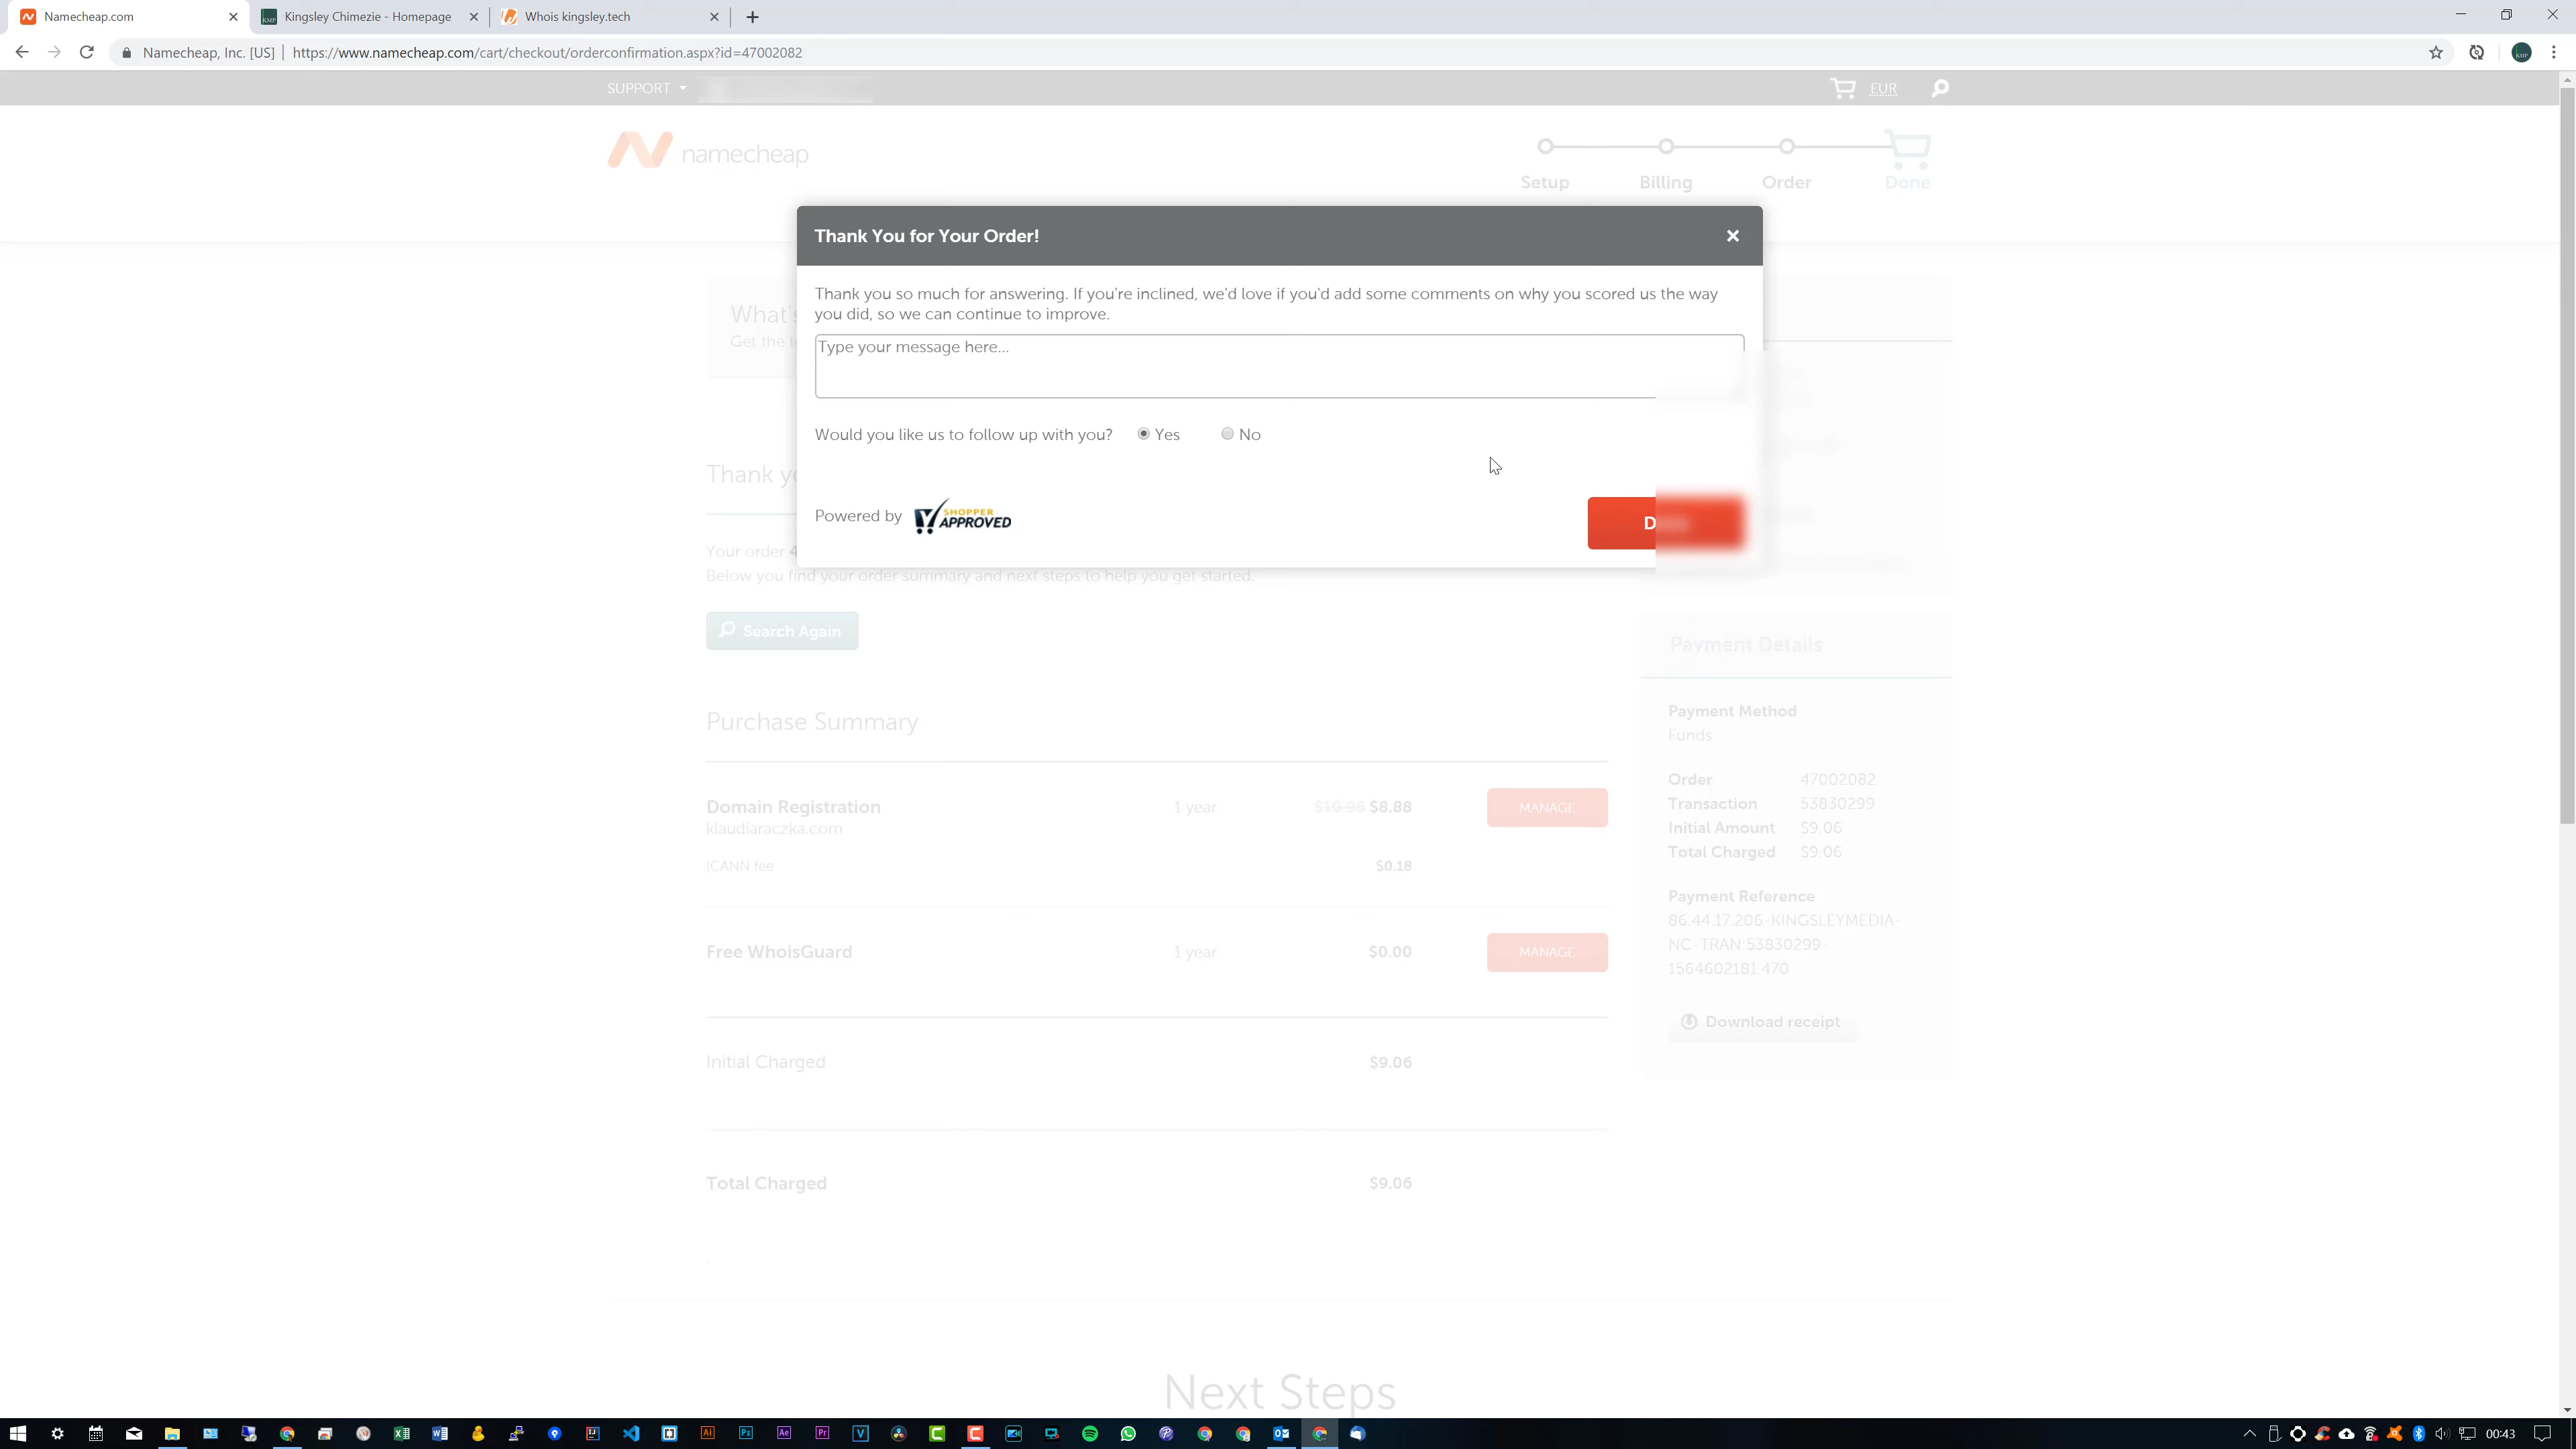 Namecheap.com
Kingsley Chimezie - Homepage
Whois kingsley.tech
Namecheap, Inc. [US] | https://www.namecheap.com/cart/checkout/orderconfirmation.aspx?id=47002082
SUPPORT
EUR
namecheap
Setup
Billing
Order
Done
Thank You for Your Order!
Thank you so much for answering. If you're inclined, we'd love if you'd add some comments on why you scored us the way
you did, so we can continue to improve.
Type your message here...
Would you like us to follow up with you?
Yes
No
Powered by
SHOPPER
APPROVED
What's
Get the
Thank
Your order
Below you find your order summary and next steps to help you get started.
Search Again
Purchase Summary
Domain Registration 1 year $10.98 $8.88 MANAGE
klaudiaraczka.com
ICANN fee $0.18
Free WhoisGuard 1 year $0.00 MANAGE
Initial Charged $9.06
Total Charged $9.06
Payment Details
Payment Method
Funds
Order 47002082
Transaction 53830299
Initial Amount $9.06
Total Charged $9.06
Payment Reference
86.44.17.206-KINGSLEYMEDIA-
NC-TRAN:53830299-
1564602181.470
Download receipt
Next Steps
00:43